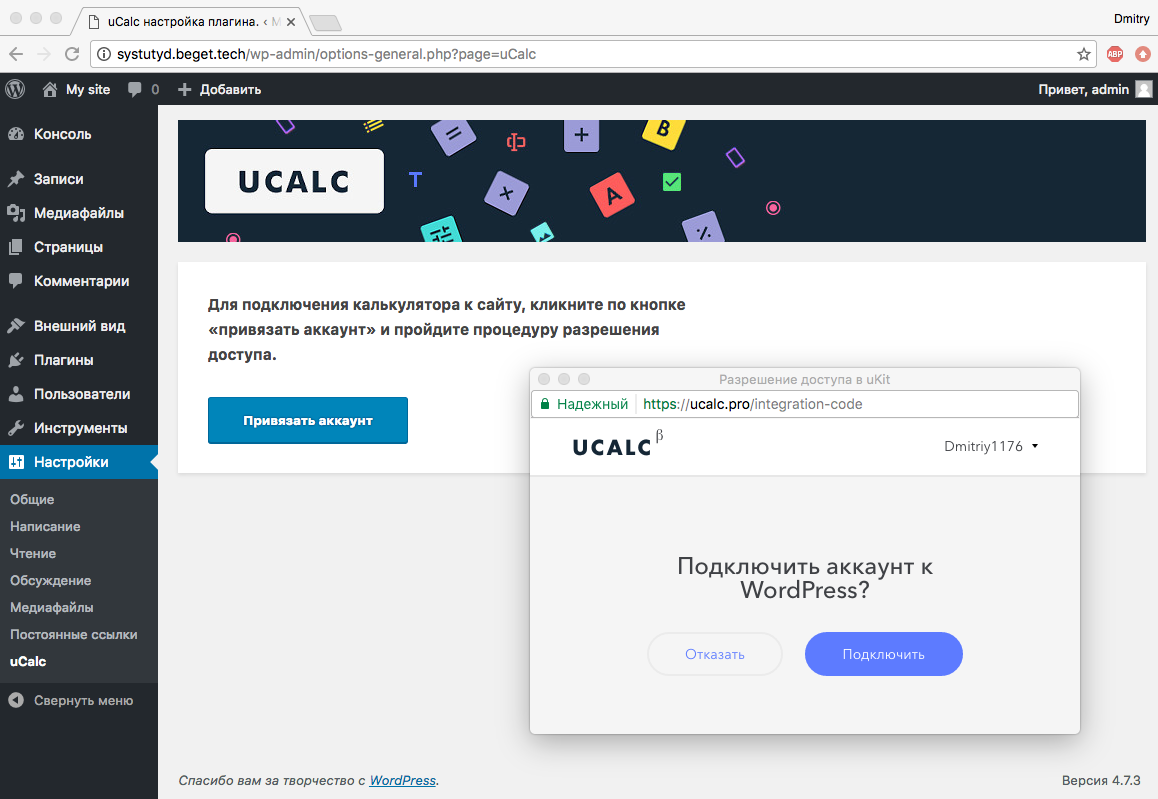 uCalc настройка плагина. ‹ M
Dmitry
systutyd.beget.tech/wp-admin/options-general.php?page=uCalc
ABP
My site
0
Добавить
Привет, admin
Консоль
Записи
Медиафайлы
Страницы
Комментарии
Внешний вид
Плагины
Пользователи
Инструменты
Настройки
Общие
Написание
Чтение
Обсуждение
Медиафайлы
Постоянные ссылки
uCalc
Свернуть меню
UCALC
T
A
B
Для подключения калькулятора к сайту, кликните по кнопке
«привязать аккаунт» и пройдите процедуру разрешения
доступа.
Привязать аккаунт
Разрешение доступа в uKit
Надежный
https://ucalc.pro/integration-code
UCALC β
Dmitriy1176
Подключить аккаунт к
WordPress?
Отказать
Подключить
Спасибо вам за творчество с WordPress.
Версия 4.7.3